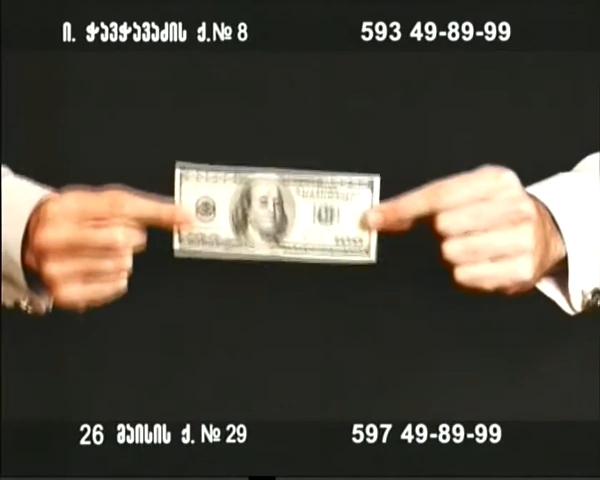 ი. ჭავჭავაძის ქ.№ 8
593 49-89-99
26 მაისის ქ. № 29
597 49-89-99